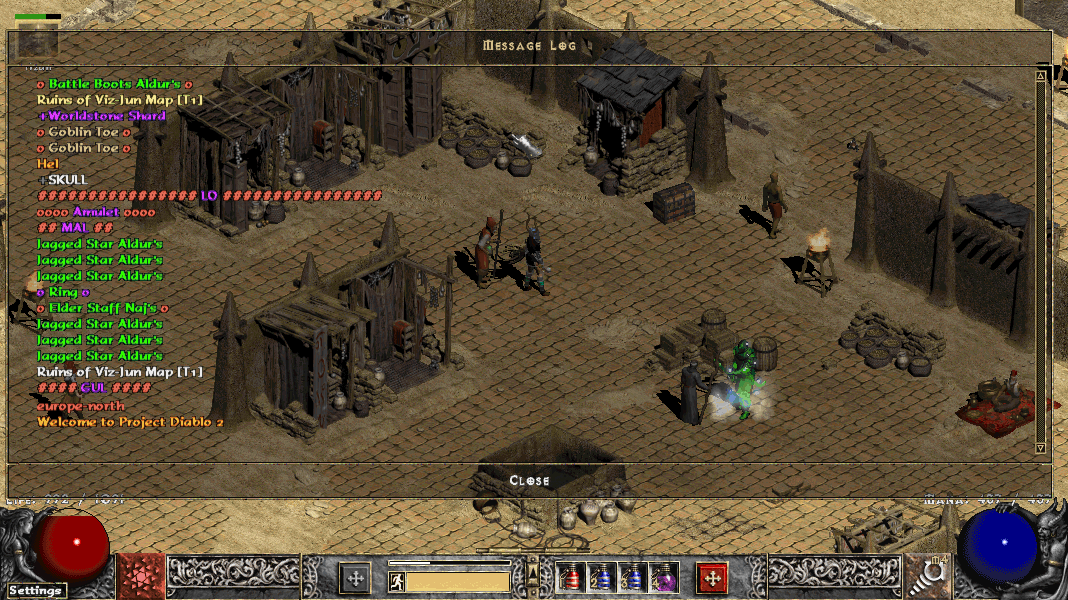 Message Log
o Battle Boots Aldur's o
Ruins of Viz-Jun Map [T1]
+Worldstone Shard
o Goblin Toe o
o Goblin Toe o
Hel
+SKULL
################ LO ################
oooo Amulet oooo
## MAL ##
Jagged Star Aldur's
Jagged Star Aldur's
Jagged Star Aldur's
o Ring o
o Elder Staff Naj's o
Jagged Star Aldur's
Jagged Star Aldur's
Jagged Star Aldur's
Ruins of Viz-Jun Map [T1]
#### GUL ####
europe-north
Welcome to Project Diablo 2
Close
Settings